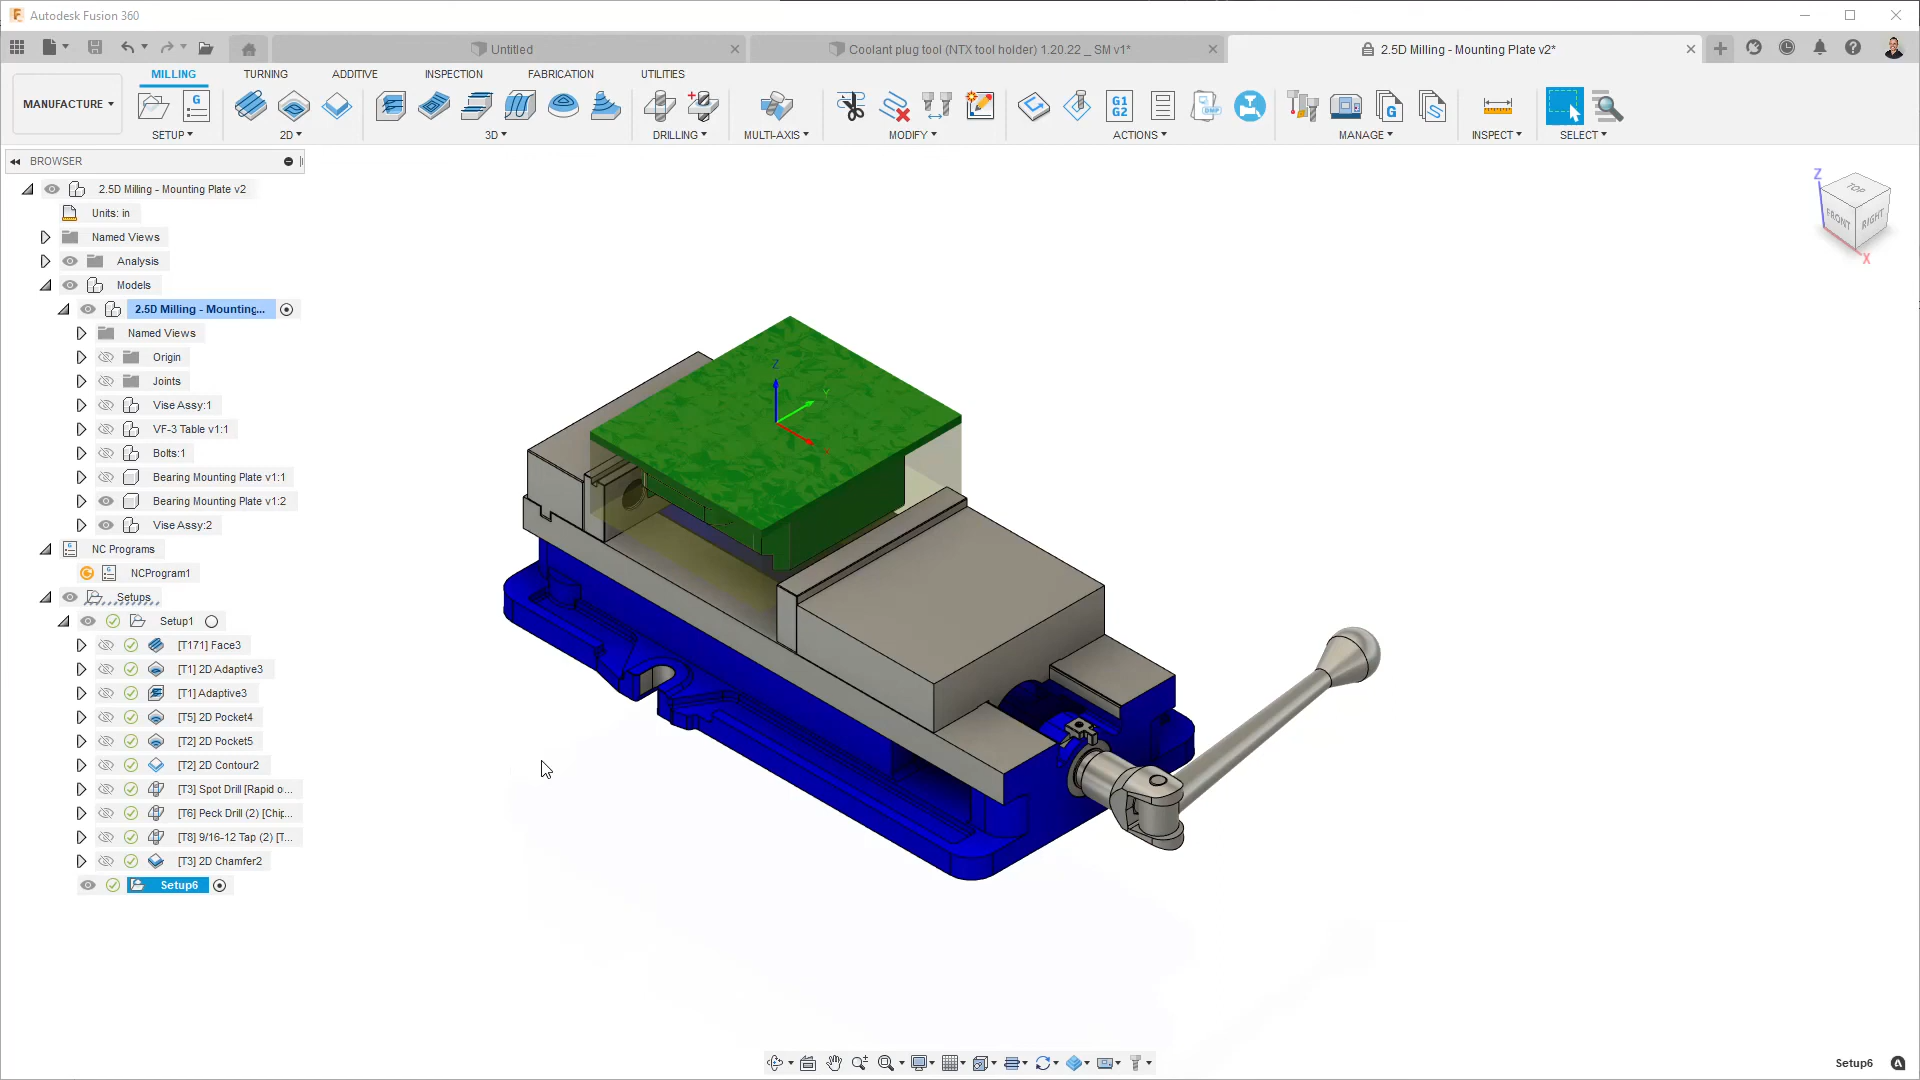 Autodesk Fusion 360
Untitled
Coolant plug tool (NTX tool holder) 1.20.22 _ SM v1*
2.5D Milling - Mounting Plate v2*
MILLING
TURNING
ADDITIVE
INSPECTION
FABRICATION
UTILITIES
MANUFACTURE
G
G1
G2
G
SETUP
2D
3D
DRILLING
MULTI-AXIS
MODIFY
ACTIONS
MANAGE
INSPECT
SELECT
BROWSER
2.5D Milling - Mounting Plate v2
Units: in
Named Views
Analysis
Models
2.5D Milling - Mounting...
Named Views
Origin
Joints
Vise Assy:1
VF-3 Table v1:1
Bolts:1
Bearing Mounting Plate v1:1
Bearing Mounting Plate v1:2
Vise Assy:2
NC Programs
NCProgram1
Setups
Setup1
[T171] Face3
[T1] 2D Adaptive3
[T1] Adaptive3
[T5] 2D Pocket4
[T2] 2D Pocket5
[T2] 2D Contour2
[T3] Spot Drill [Rapid o...
[T6] Peck Drill (2) [Chip...
[T8] 9/16-12 Tap (2) [T...
[T3] 2D Chamfer2
Setup6
Z
TOP
FRONT
RIGHT
X
Z
Y
X
Setup6